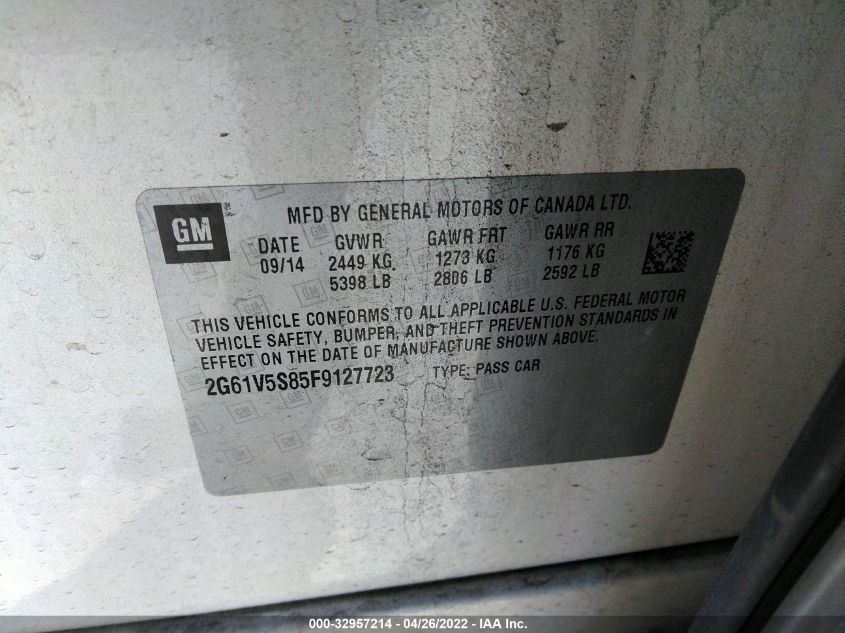 GM ® MFD BY GENERAL MOTORS OF CANADA LTD.
DATE GVWR GAWR FRT GAWR RR
09/14 2449 KG 1273 KG 1176 KG
5398 LB 2806 LB 2592 LB
THIS VEHICLE CONFORMS TO ALL APPLICABLE U.S. FEDERAL MOTOR
VEHICLE SAFETY, BUMPER, AND THEFT PREVENTION STANDARDS IN
EFFECT ON THE DATE OF MANUFACTURE SHOWN ABOVE.
2G61V5S85F9127723 TYPE: PASS CAR
000-32957214 - 04/26/2022 - IAA Inc.